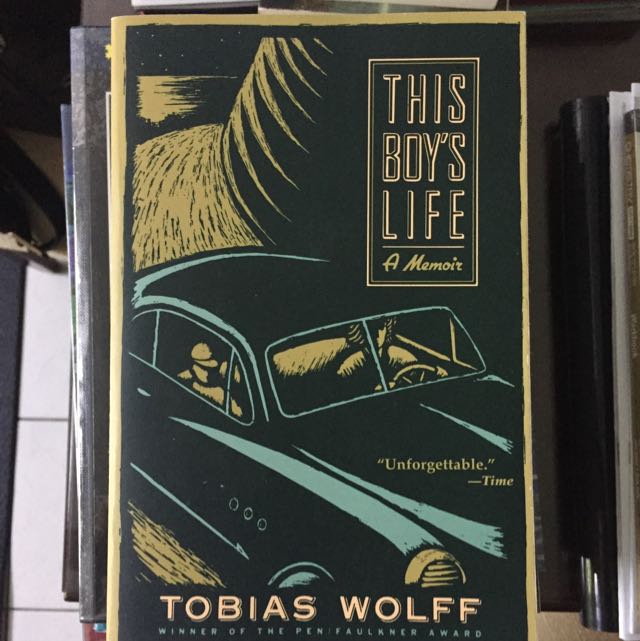 THIS
BOY'S
LIFE
A Memoir
"Unforgettable."
—Time
TOBIAS WOLFF
WINNER OF THE PEN/FAULKNER AWARD